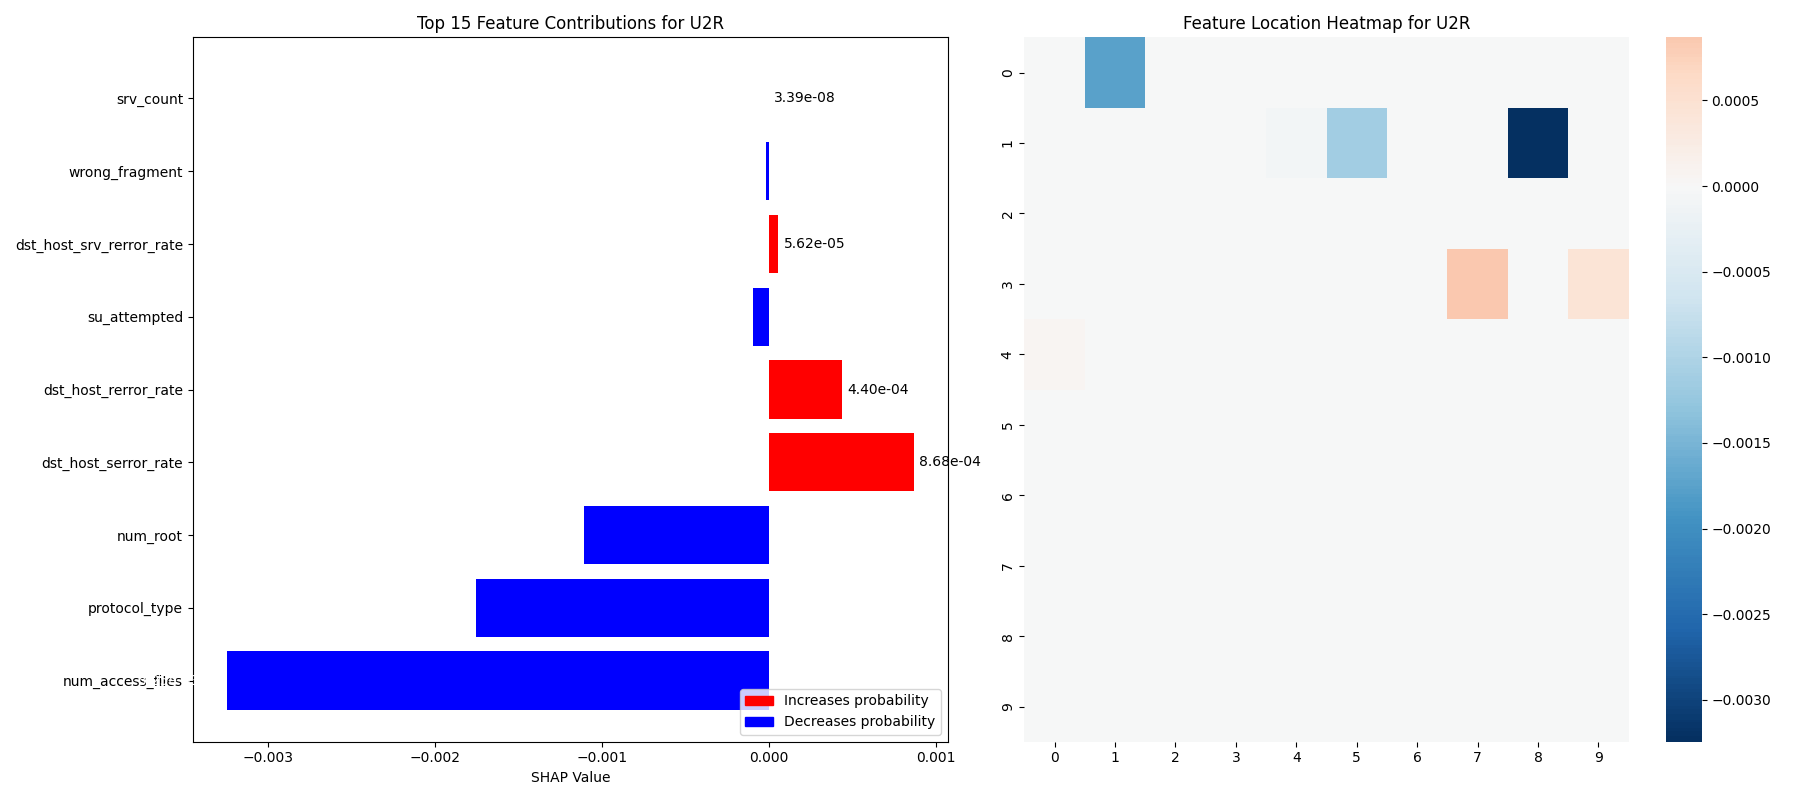 Top 15 Feature Contributions for U2R
srv_count
3.39e-08
wrong_fragment
dst_host_srv_rerror_rate
5.62e-05
su_attempted
dst_host_rerror_rate
4.40e-04
dst_host_serror_rate
8.68e-04
num_root
protocol_type
num_access_files
Increases probability
Decreases probability
−0.003 −0.002 −0.001 0.000 0.001
SHAP Value
Feature Location Heatmap for U2R
0
1
2
3
4
5
6
7
8
9
0 1 2 3 4 5 6 7 8 9
0.0005
0.0000
−0.0005
−0.0010
−0.0015
−0.0020
−0.0025
−0.0030